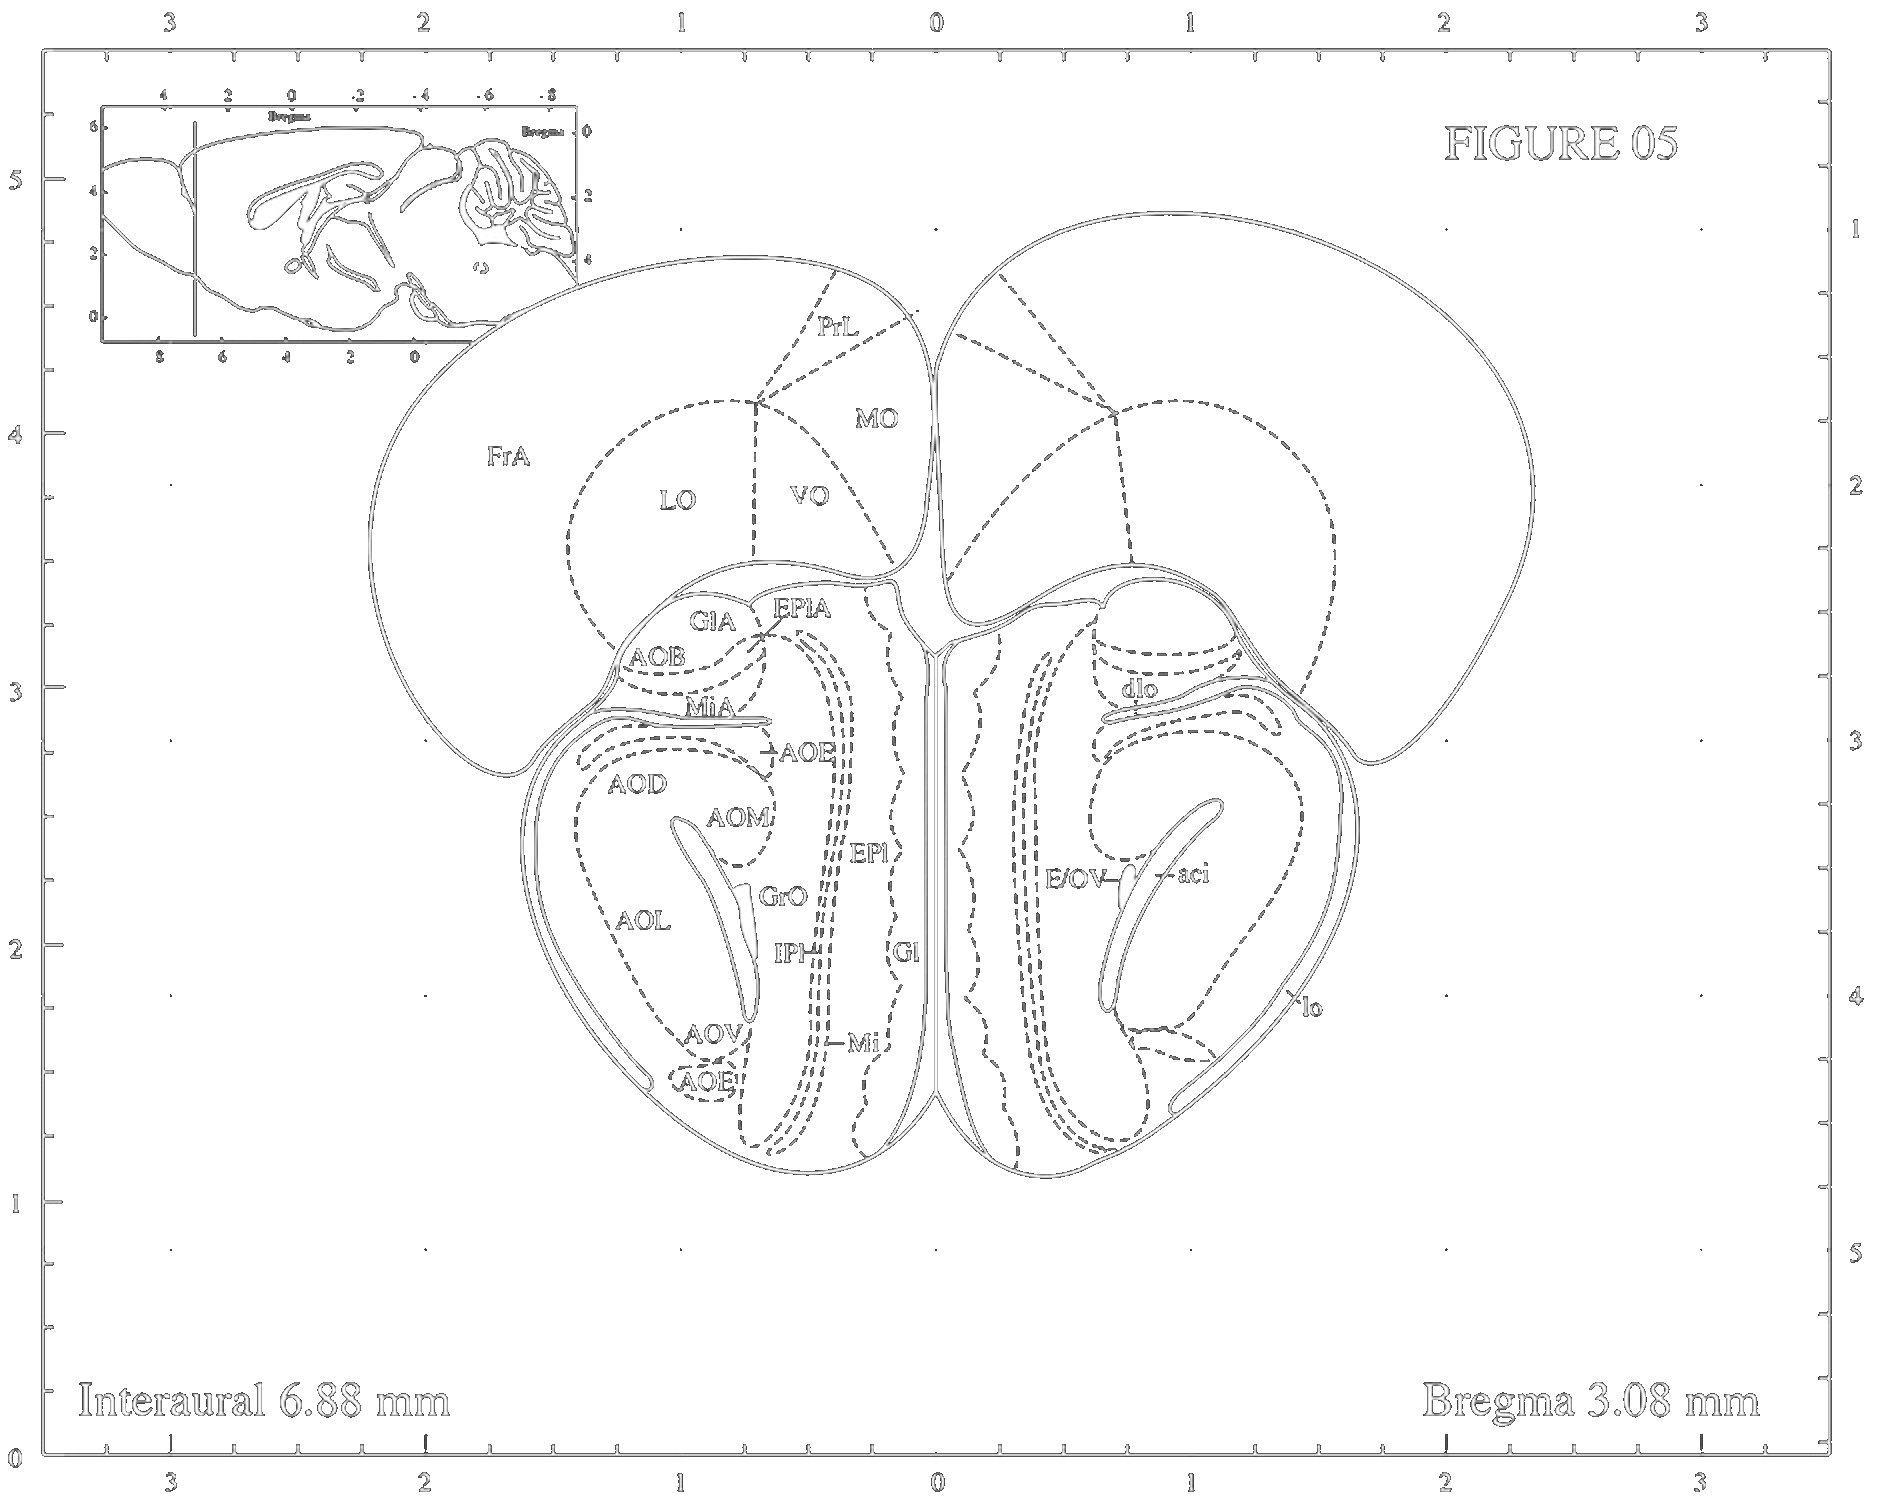 3 2 1 0 1 2 3
4 2 0 -2 -4 -6 -8
Bregma
6 Bregma 0
FIGURE 05
5
4 2
2 4
1
0
8 6 4 2 0
PrL
4 MO
FrA
LO VO 2
GlA EPlA
AOB
3 MiA dlo
AOE 3
AOD
AOM
EPl
E/OV aci
GrO
AOL
2 IPl Gl
4
lo
AOV Mi
AOE
1
5
Interaural 6.88 mm Bregma 3.08 mm
0
3 2 1 0 1 2 3